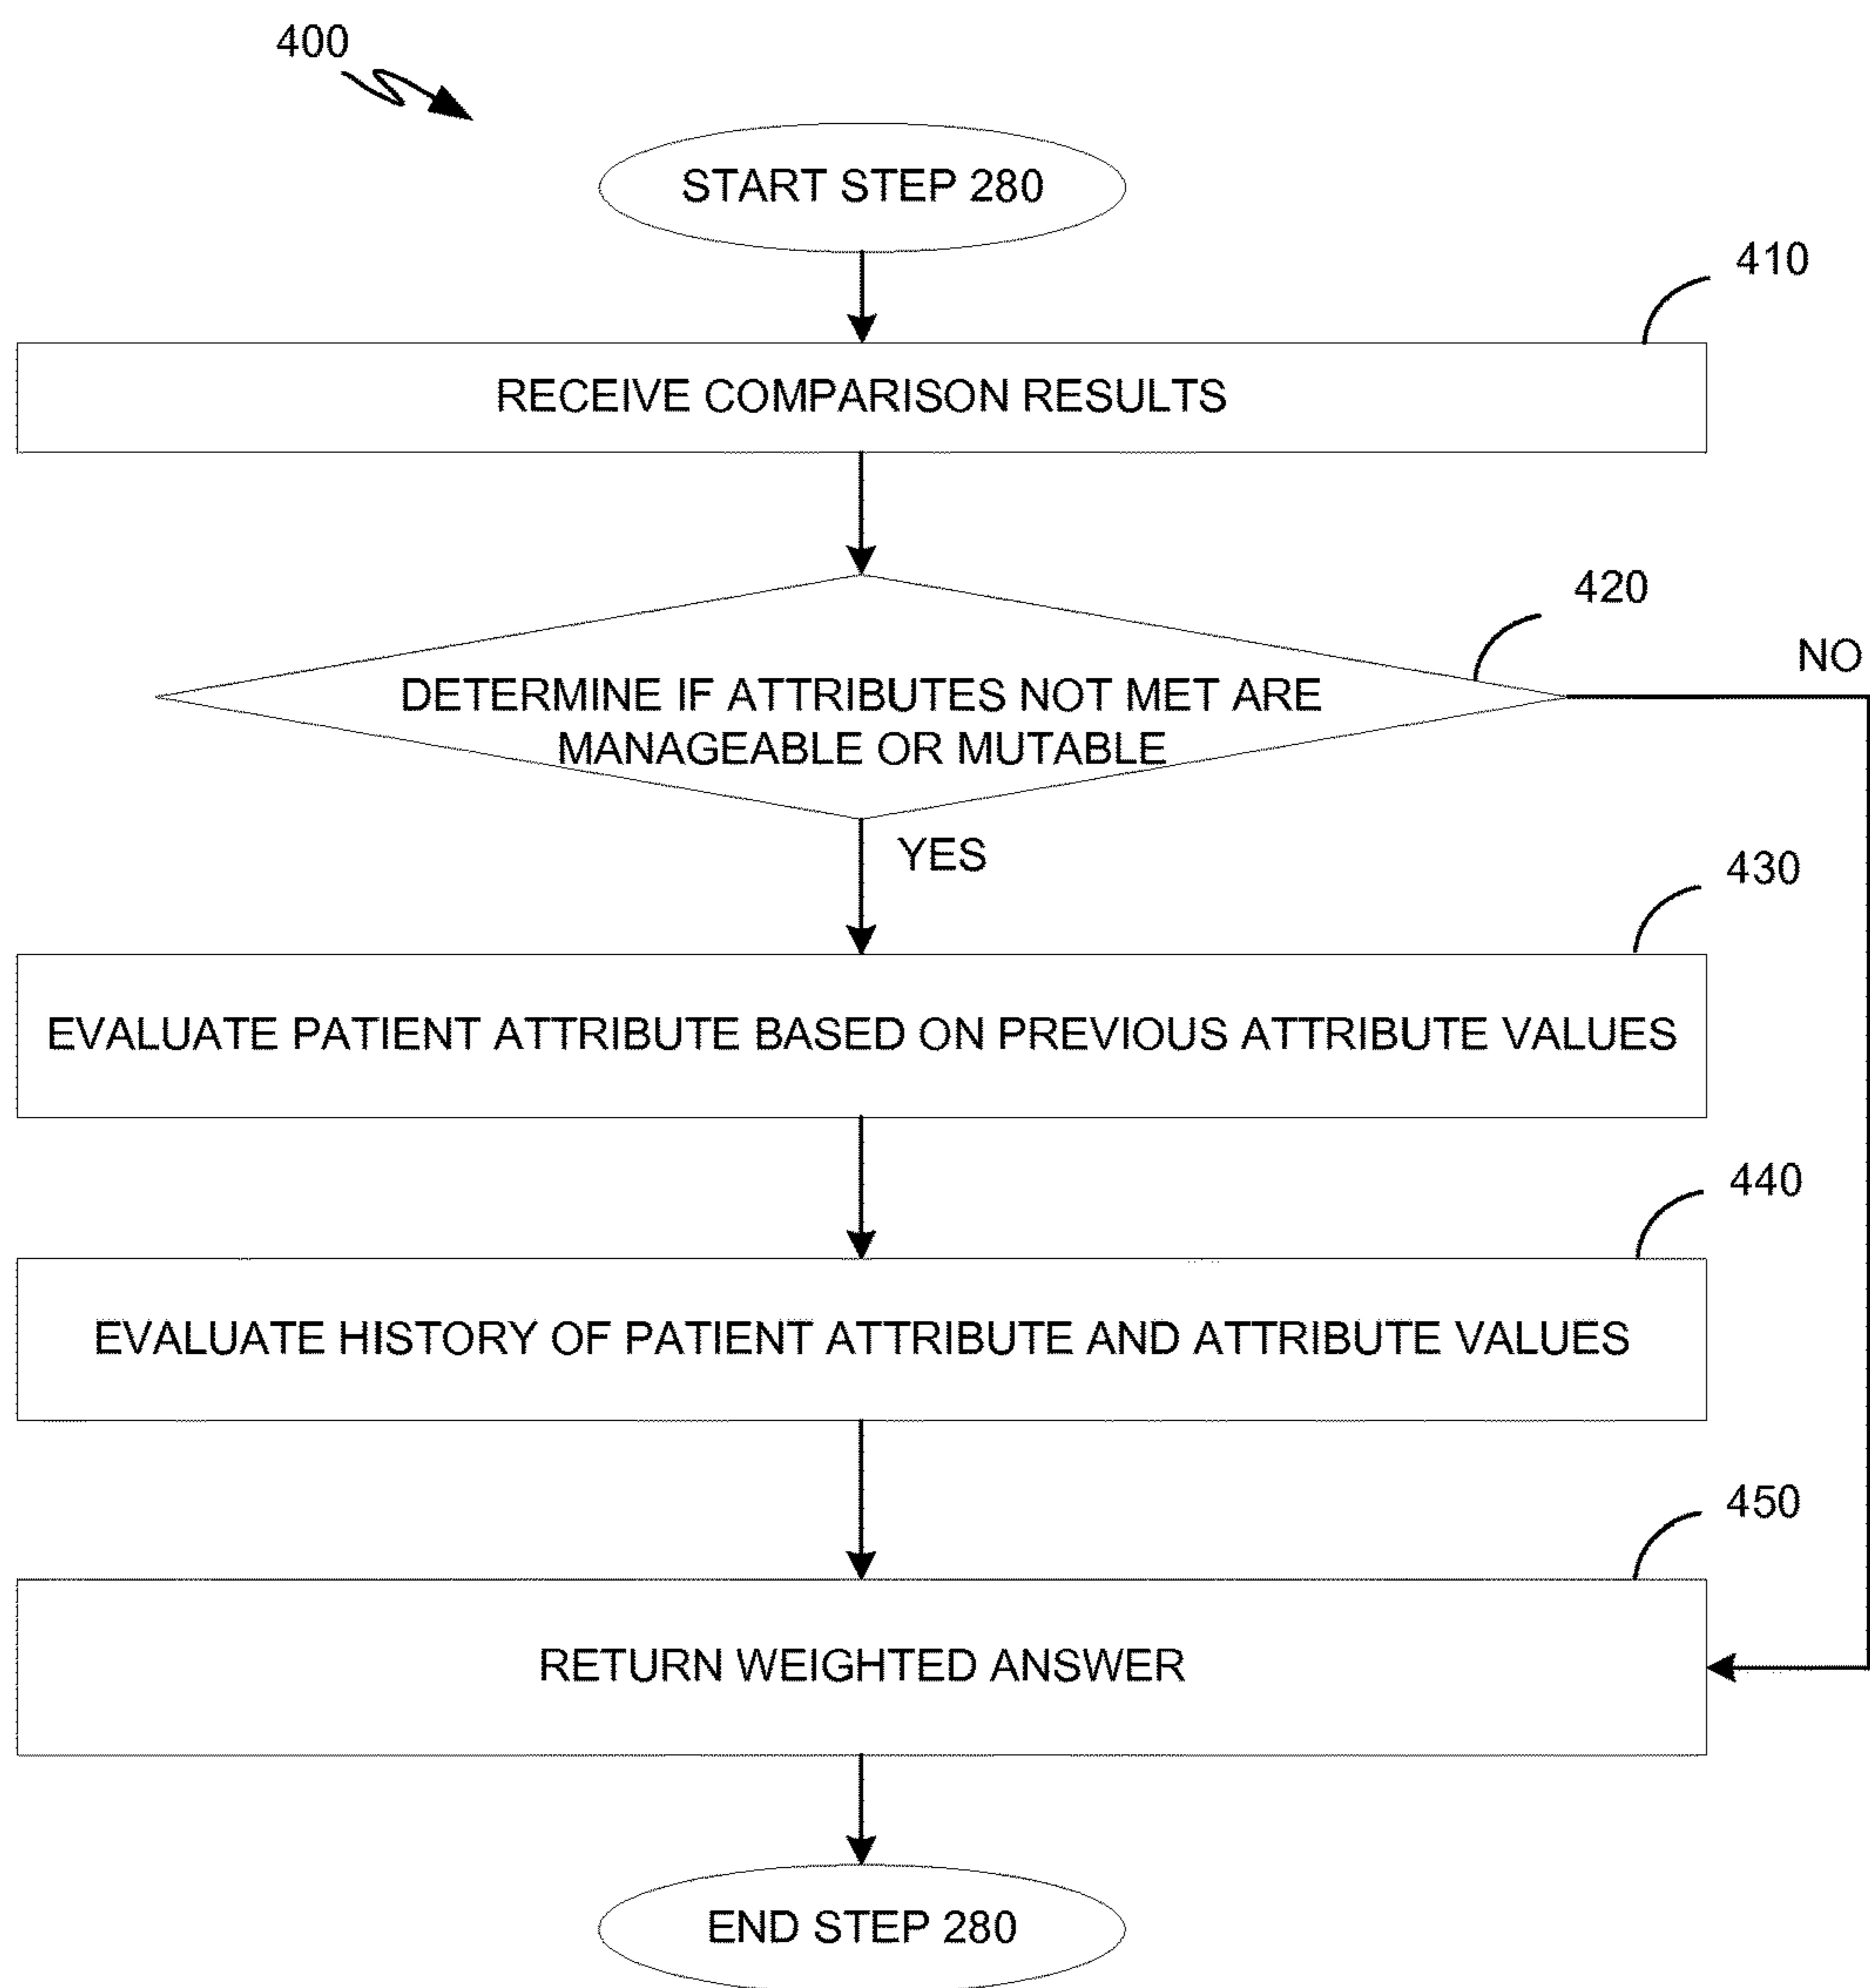 400
START STEP 280
410
RECEIVE COMPARISON RESULTS
420
NO
DETERMINE IF ATTRIBUTES NOT MET ARE
MANAGEABLE OR MUTABLE
YES
430
EVALUATE PATIENT ATTRIBUTE BASED ON PREVIOUS ATTRIBUTE VALUES
440
EVALUATE HISTORY OF PATIENT ATTRIBUTE AND ATTRIBUTE VALUES
450
RETURN WEIGHTED ANSWER
END STEP 280